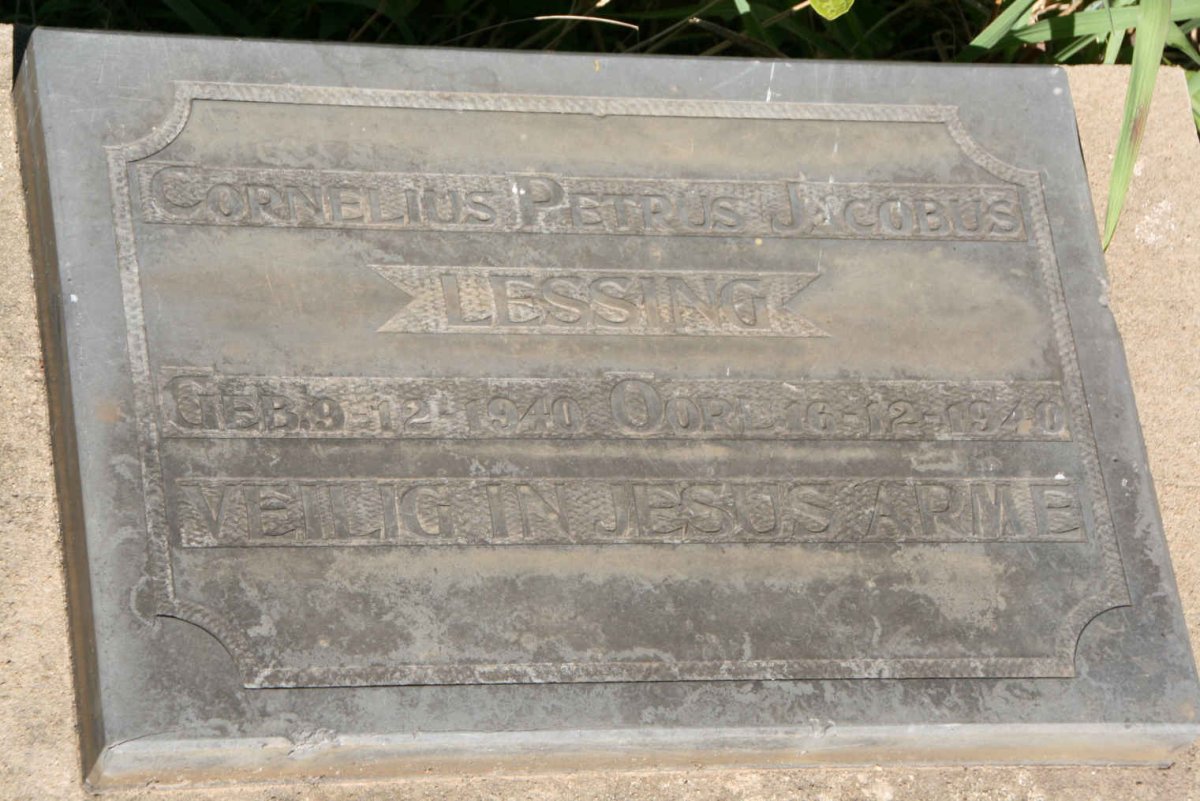 CORNELIUS PETRUS JACOBUS
LESSING
GEB. 9-12-1940 OORL. 16-12-1940
VEILIG IN JESUS ARME